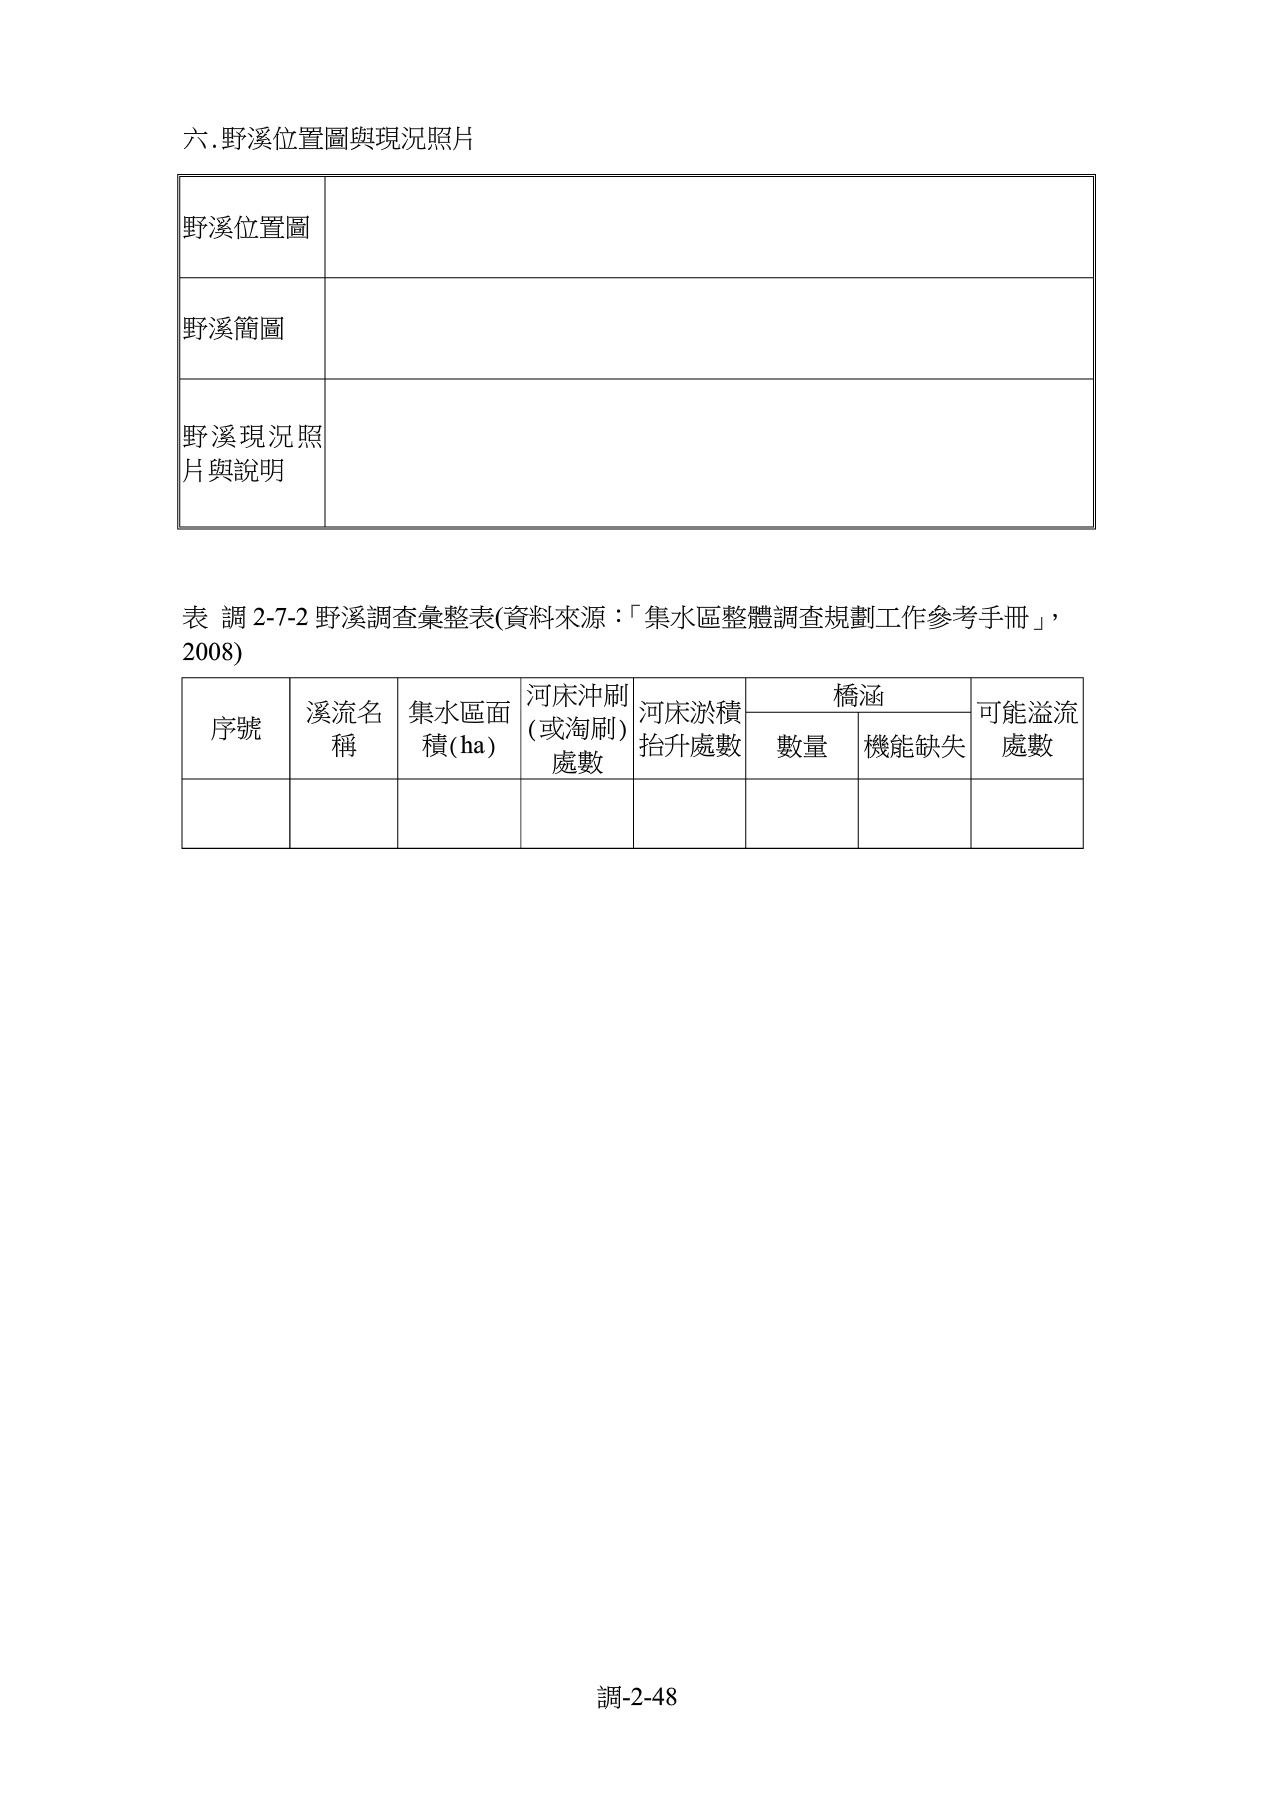 六.野溪位置圖與現況照片
野溪位置圖
野溪簡圖
野溪現況照
片與說明
表 調 2-7-2 野溪調查彙整表(資料來源：「集水區整體調查規劃工作參考手冊」，
2008)
序號
溪流名
稱
集水區面
積(ha)
河床沖刷
(或淘刷)
處數
河床淤積
抬升處數
橋涵
數量
機能缺失
可能溢流
處數
調-2-48